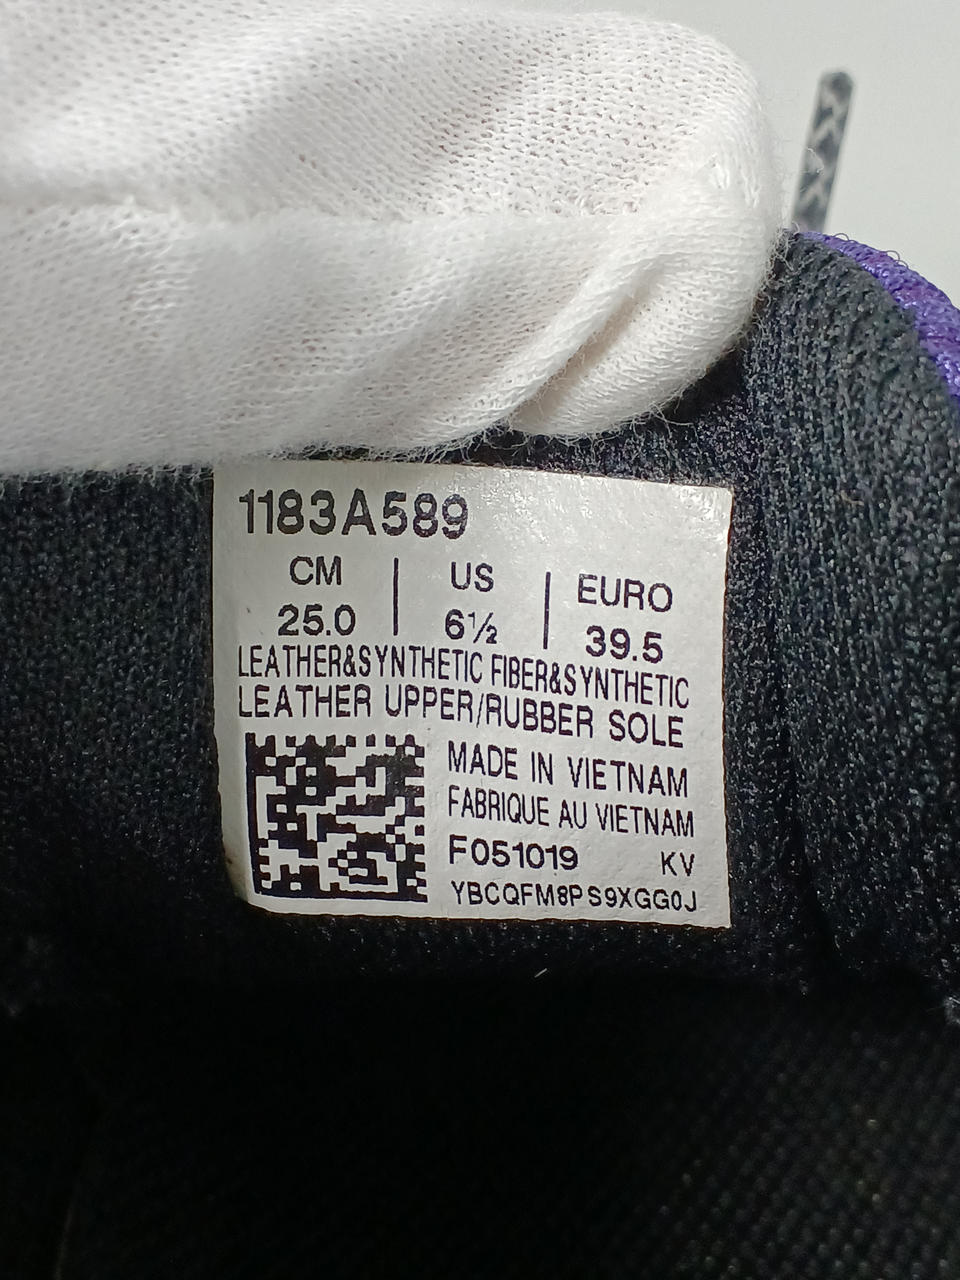 1183A589
CM | US | EURO
25.0 | 6½ | 39.5
LEATHER&SYNTHETIC FIBER&SYNTHETIC
LEATHER UPPER/RUBBER SOLE
MADE IN VIETNAM
FABRIQUE AU VIETNAM
F051019 KV
YBCQFM8PS9XGG0J